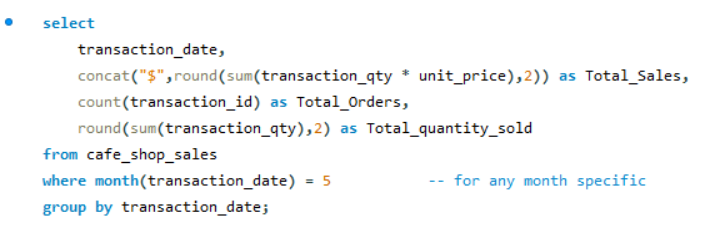 select
transaction_date,
concat("$",round(sum(transaction_qty * unit_price),2)) as Total_Sales,
count(transaction_id) as Total_Orders,
round(sum(transaction_qty),2) as Total_quantity_sold
from cafe_shop_sales
where month(transaction_date) = 5 -- for any month specific
group by transaction_date;